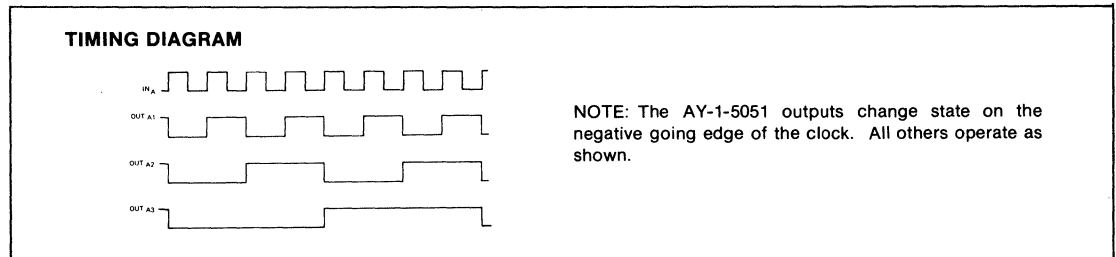 TIMING DIAGRAM
IN A
OUT A1
OUT A2
OUT A3
NOTE: The AY-1-5051 outputs change state on the
negative going edge of the clock. All others operate as
shown.